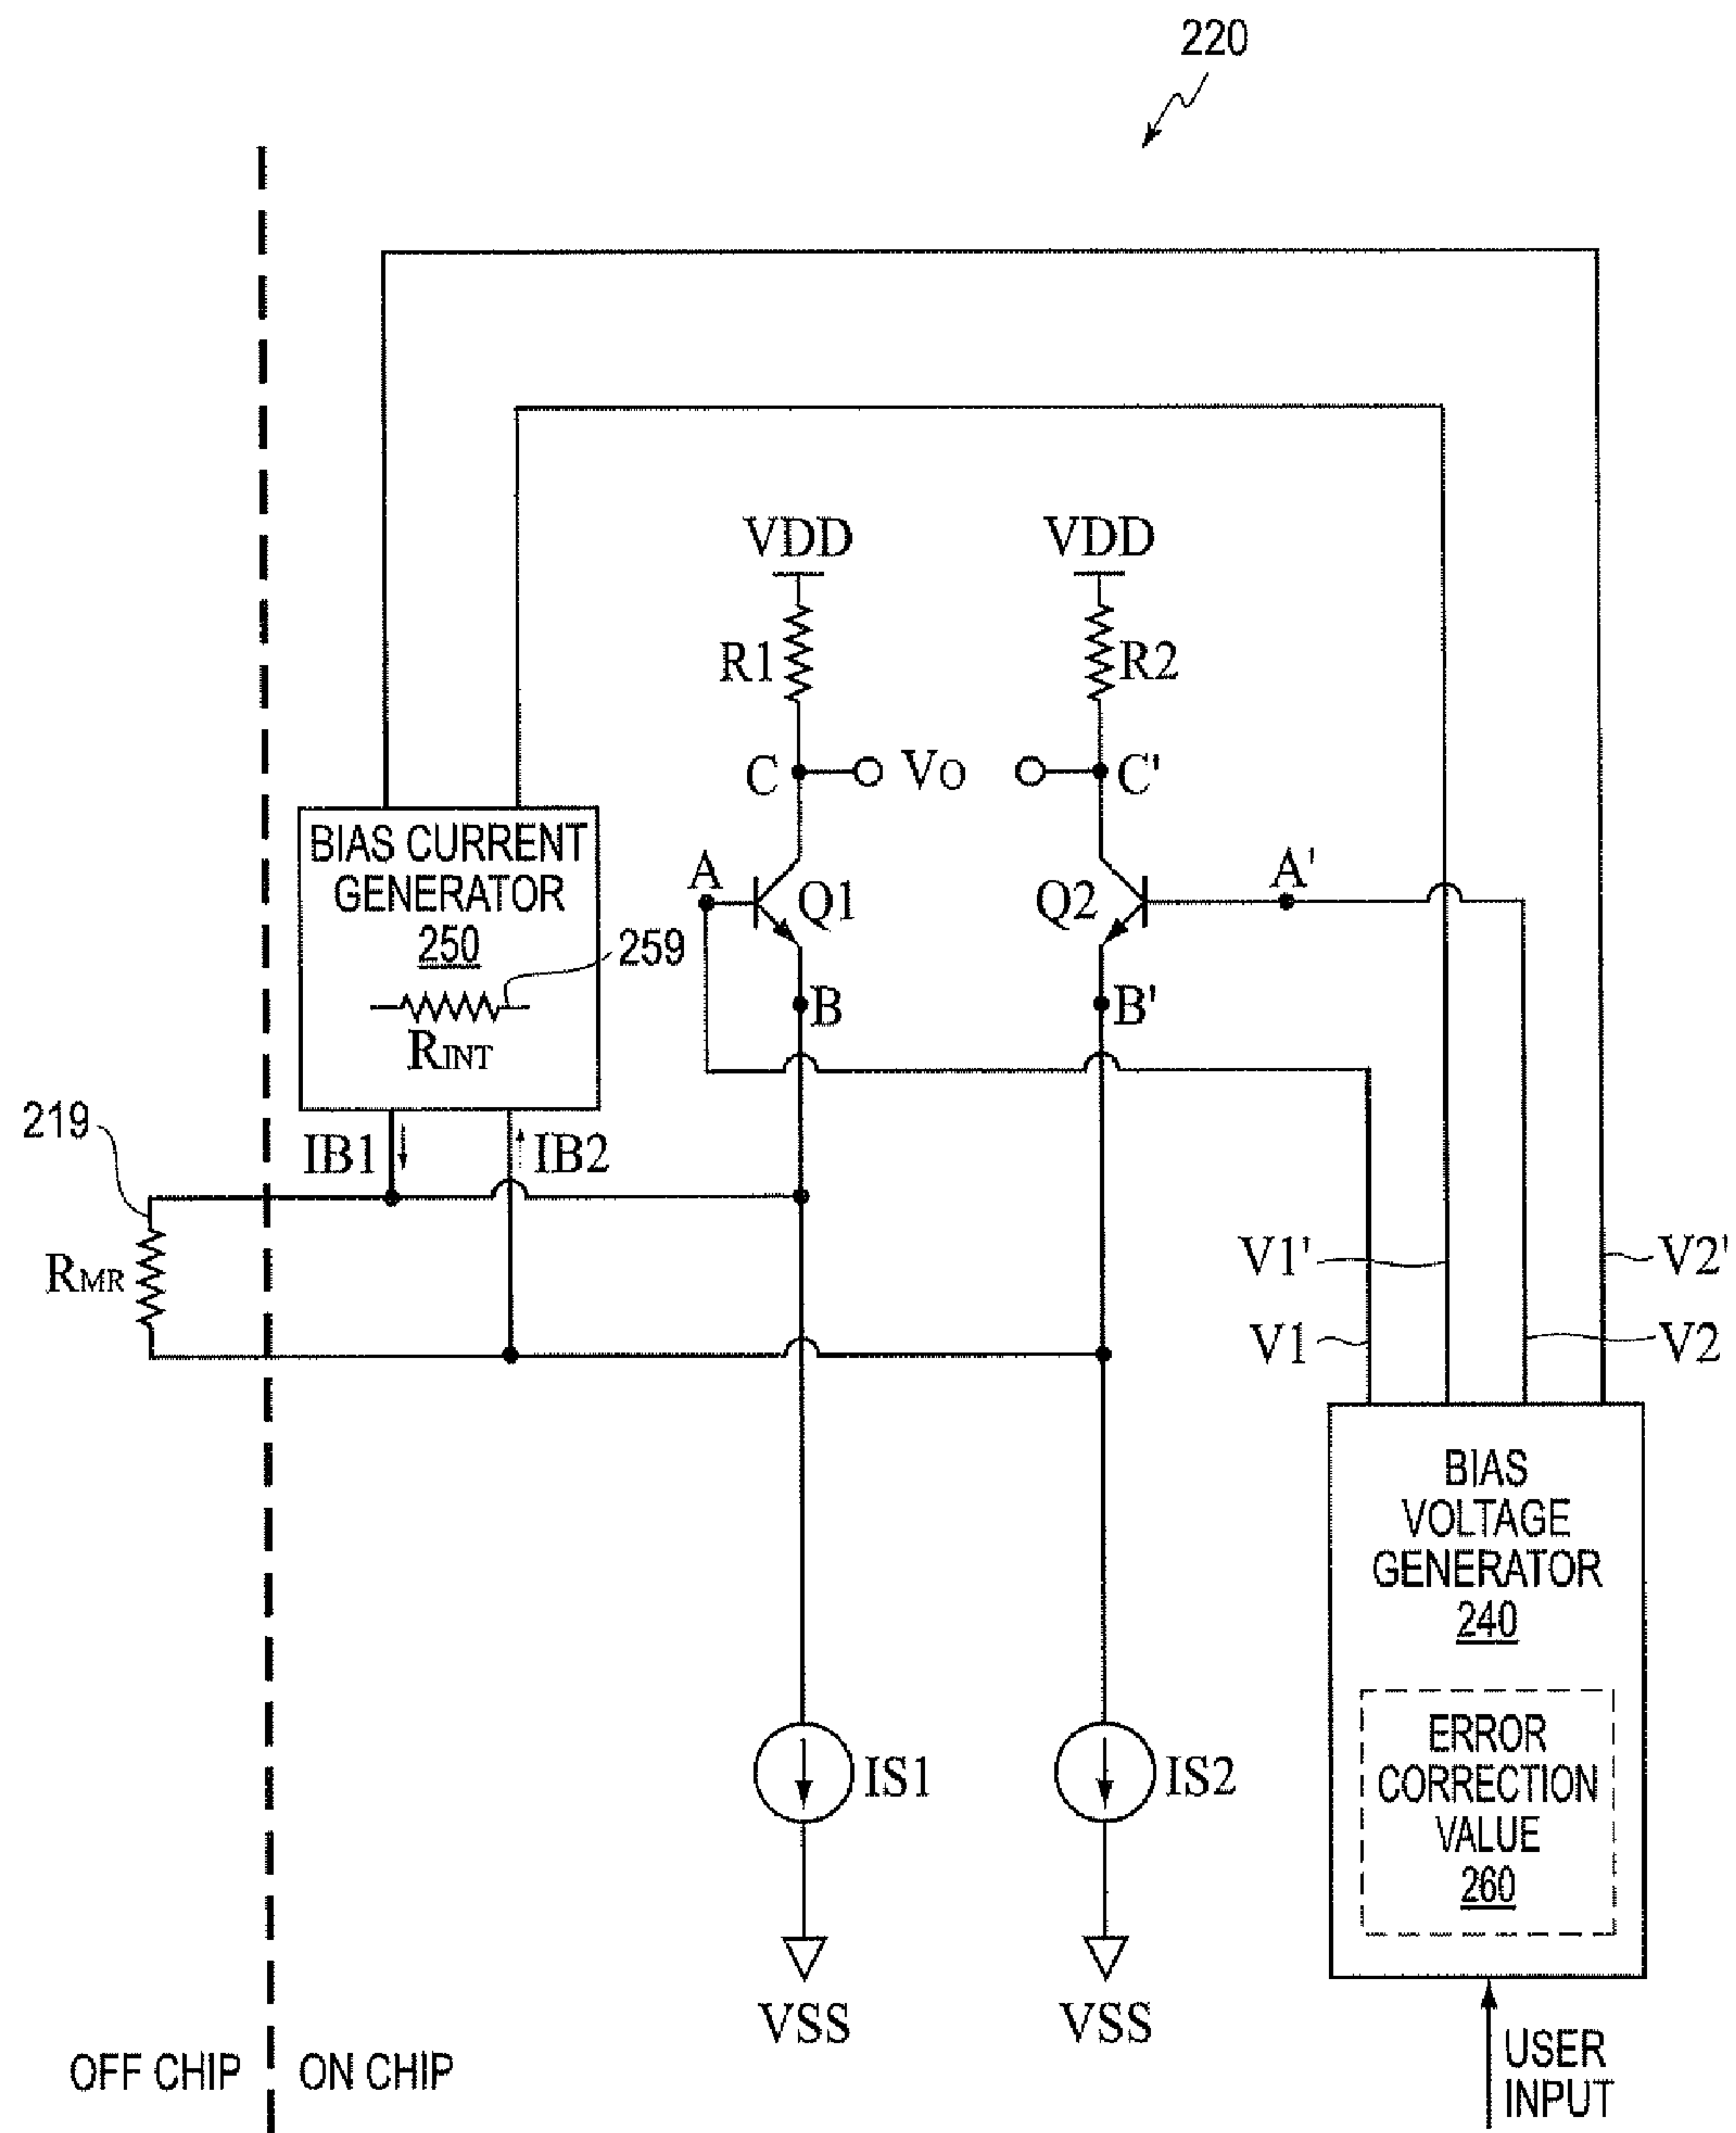 220
VDD VDD
R1 R2
C VO C'
BIAS CURRENT
GENERATOR
250
259
RINT
A Q1 Q2 A'
B B'
219
IB1 IB2
RMR
V1' V2'
V1 V2
BIAS
VOLTAGE
GENERATOR
240
ERROR
CORRECTION
VALUE
260
IS1 IS2
VSS VSS
OFF CHIP ON CHIP
USER
INPUT